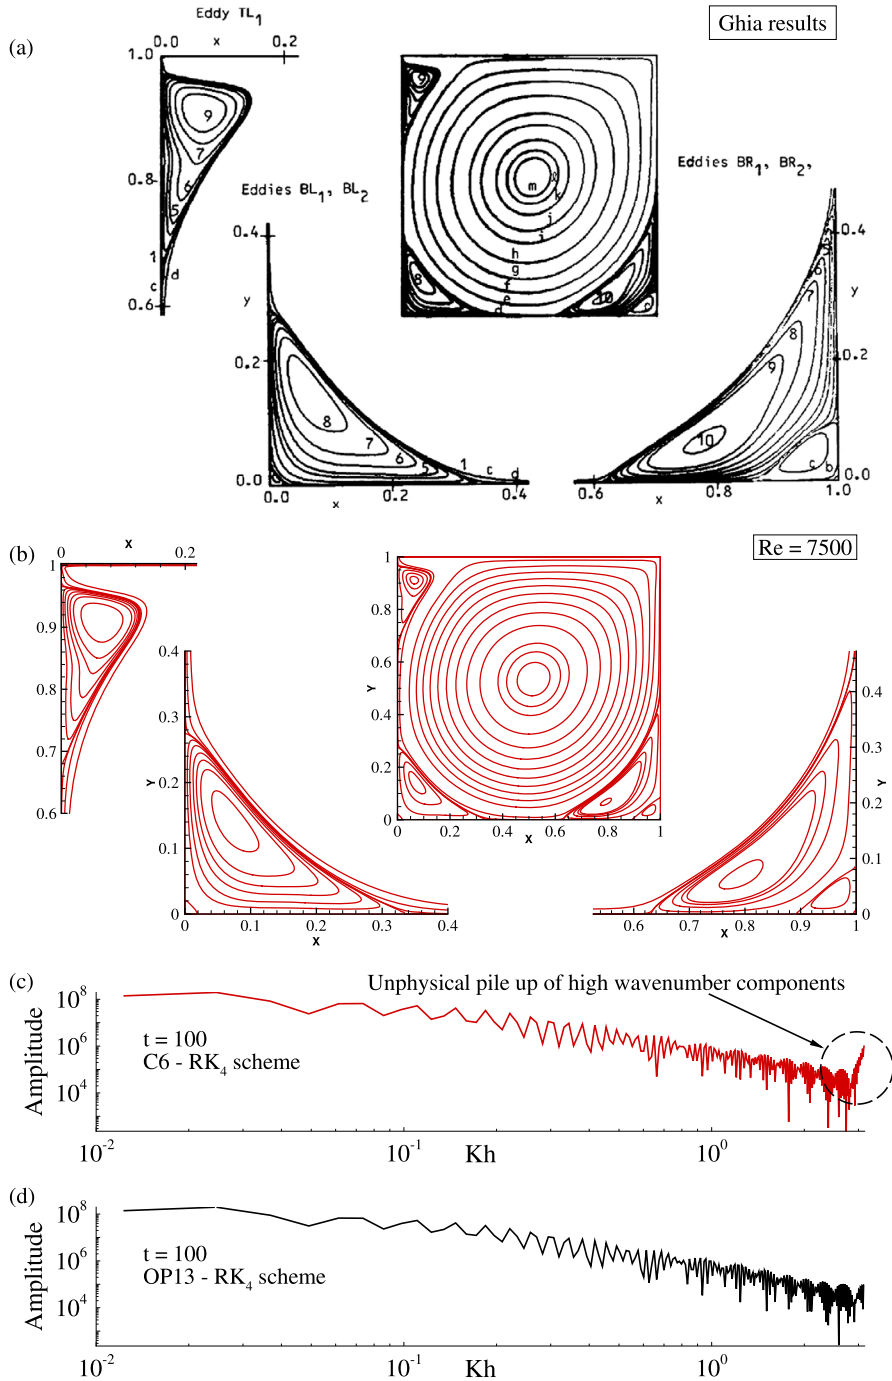 Eddy TL1
Ghia results
(a)
0.0 x 0.2
1.0
0.8
0.6
9
7
6
5
1
d
c
Eddies BL1, BL2
Eddies BR1, BR2,
9
m
l
k
j
i
h
g
f
e
d
8
10
c
0.4
y
0.2
0.0
8
7
6
5
1
c
d
0.0
0.2
0.4
x
0.4
y
0.2
0.0
5
6
7
8
9
10
c b
0.6
0.8
1.0
x
(b)
Re = 7500
0 X 0.2
1
0.9
0.8
0.7
0.6
0.4
0.3
0.2
0.1
0
Y
0 0.1 0.2 0.3 0.4
X
1
0.8
0.6
0.4
0.2
0
Y
0 0.2 0.4 0.6 0.8 1
X
0.4
0.3
0.2
0.1
0
Y
0.6 0.7 0.8 0.9 1
X
(c)
Unphysical pile up of high wavenumber components
10^8
10^6
10^4
Amplitude
t = 100
C6 - RK4 scheme
10^-2 10^-1 Kh 10^0
(d)
10^8
10^6
10^4
Amplitude
t = 100
OP13 - RK4 scheme
10^-2 10^-1 Kh 10^0